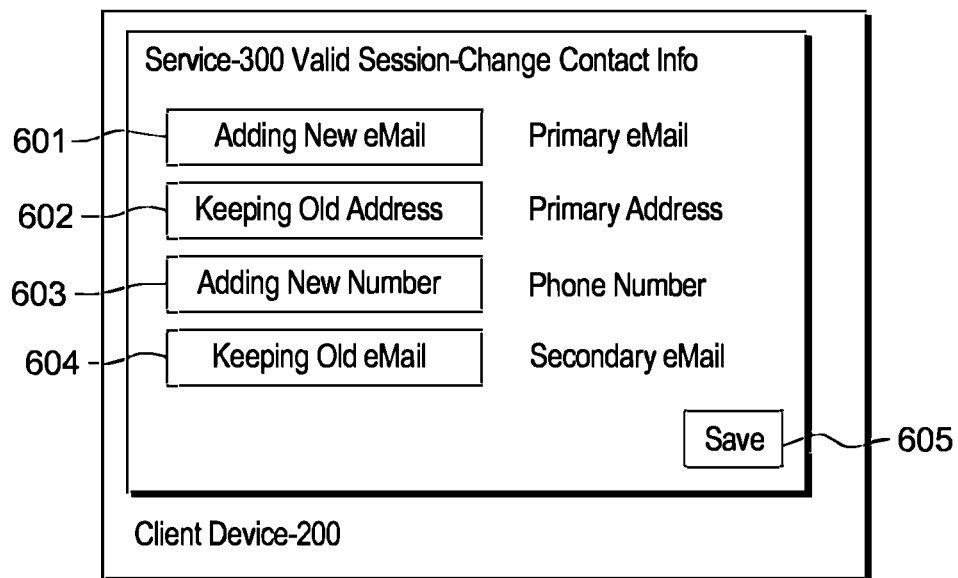 Service-300 Valid Session-Change Contact Info
601 Adding New eMail Primary eMail
602 Keeping Old Address Primary Address
603 Adding New Number Phone Number
604 Keeping Old eMail Secondary eMail
Save 605
Client Device-200